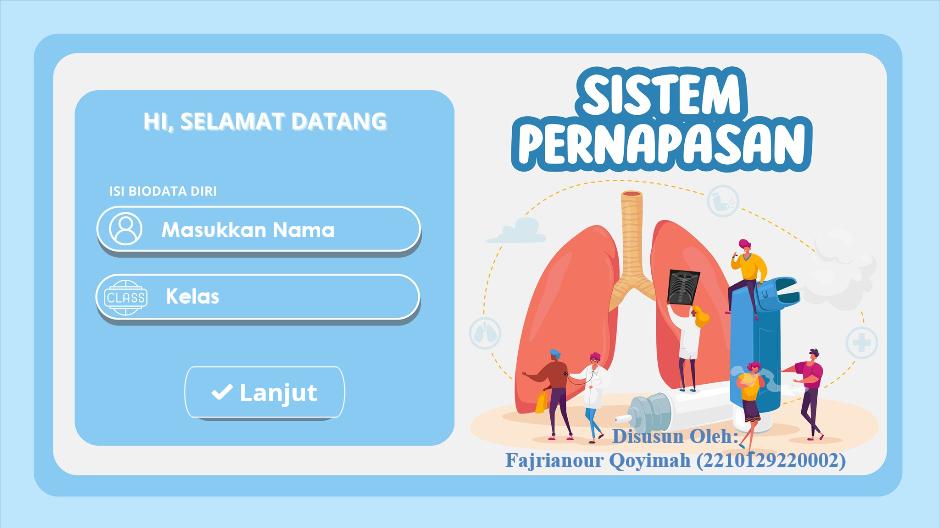 HI, SELAMAT DATANG
ISI BIODATA DIRI
Masukkan Nama
CLASS
Kelas
Lanjut
SISTEM
PERNAPASAN
Disusun Oleh:
Fajrianour Qoyimah (2210129220002)